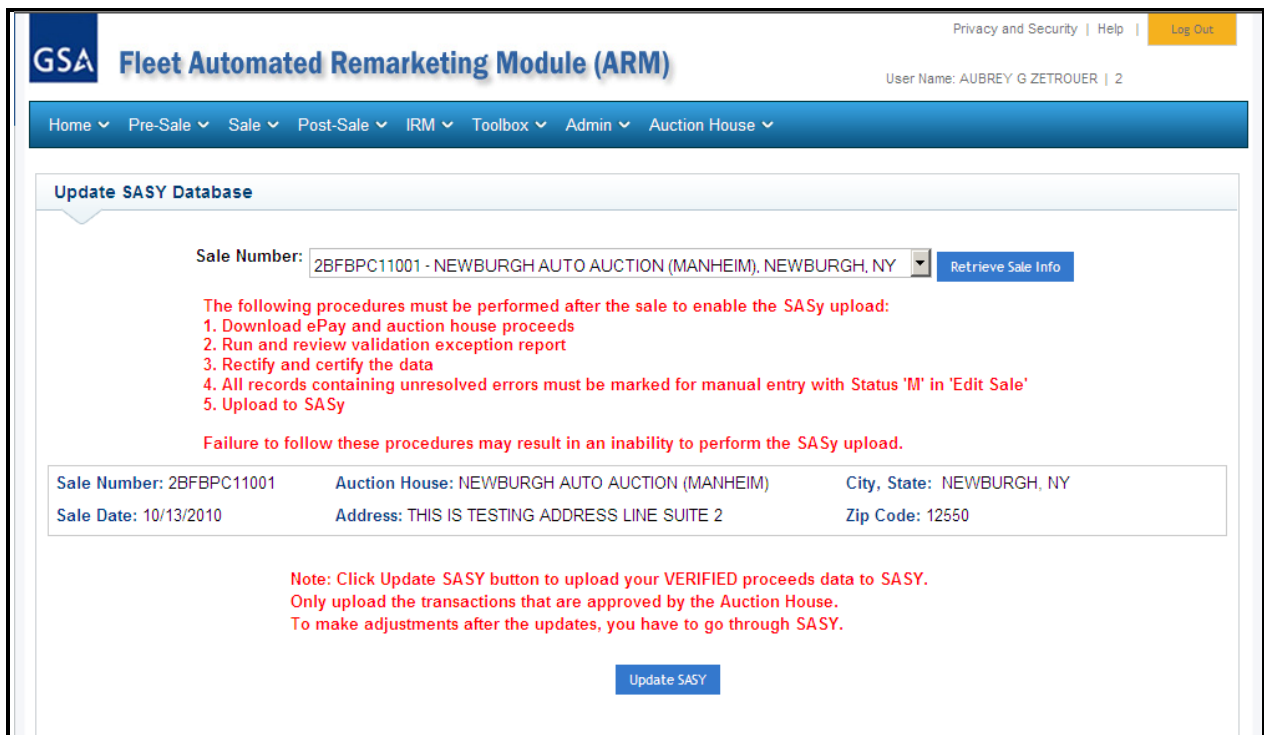 Privacy and Security | Help | Log Out
GSA Fleet Automated Remarketing Module (ARM)
User Name: AUBREY G ZETROUER | 2
Home Pre-Sale Sale Post-Sale IRM Toolbox Admin Auction House
Update SASY Database
Sale Number: 2BFBPC11001 - NEWBURGH AUTO AUCTION (MANHEIM), NEWBURGH, NY Retrieve Sale Info
The following procedures must be performed after the sale to enable the SASy upload:
1. Download ePay and auction house proceeds
2. Run and review validation exception report
3. Rectify and certify the data
4. All records containing unresolved errors must be marked for manual entry with Status 'M' in 'Edit Sale'
5. Upload to SASy
Failure to follow these procedures may result in an inability to perform the SASy upload.
Sale Number: 2BFBPC11001 Auction House: NEWBURGH AUTO AUCTION (MANHEIM) City, State: NEWBURGH, NY
Sale Date: 10/13/2010 Address: THIS IS TESTING ADDRESS LINE SUITE 2 Zip Code: 12550
Note: Click Update SASY button to upload your VERIFIED proceeds data to SASY.
Only upload the transactions that are approved by the Auction House.
To make adjustments after the updates, you have to go through SASY.
Update SASY